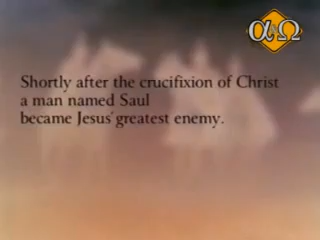 αΩ
Shortly after the crucifixion of Christ
a man named Saul
became Jesus' greatest enemy.